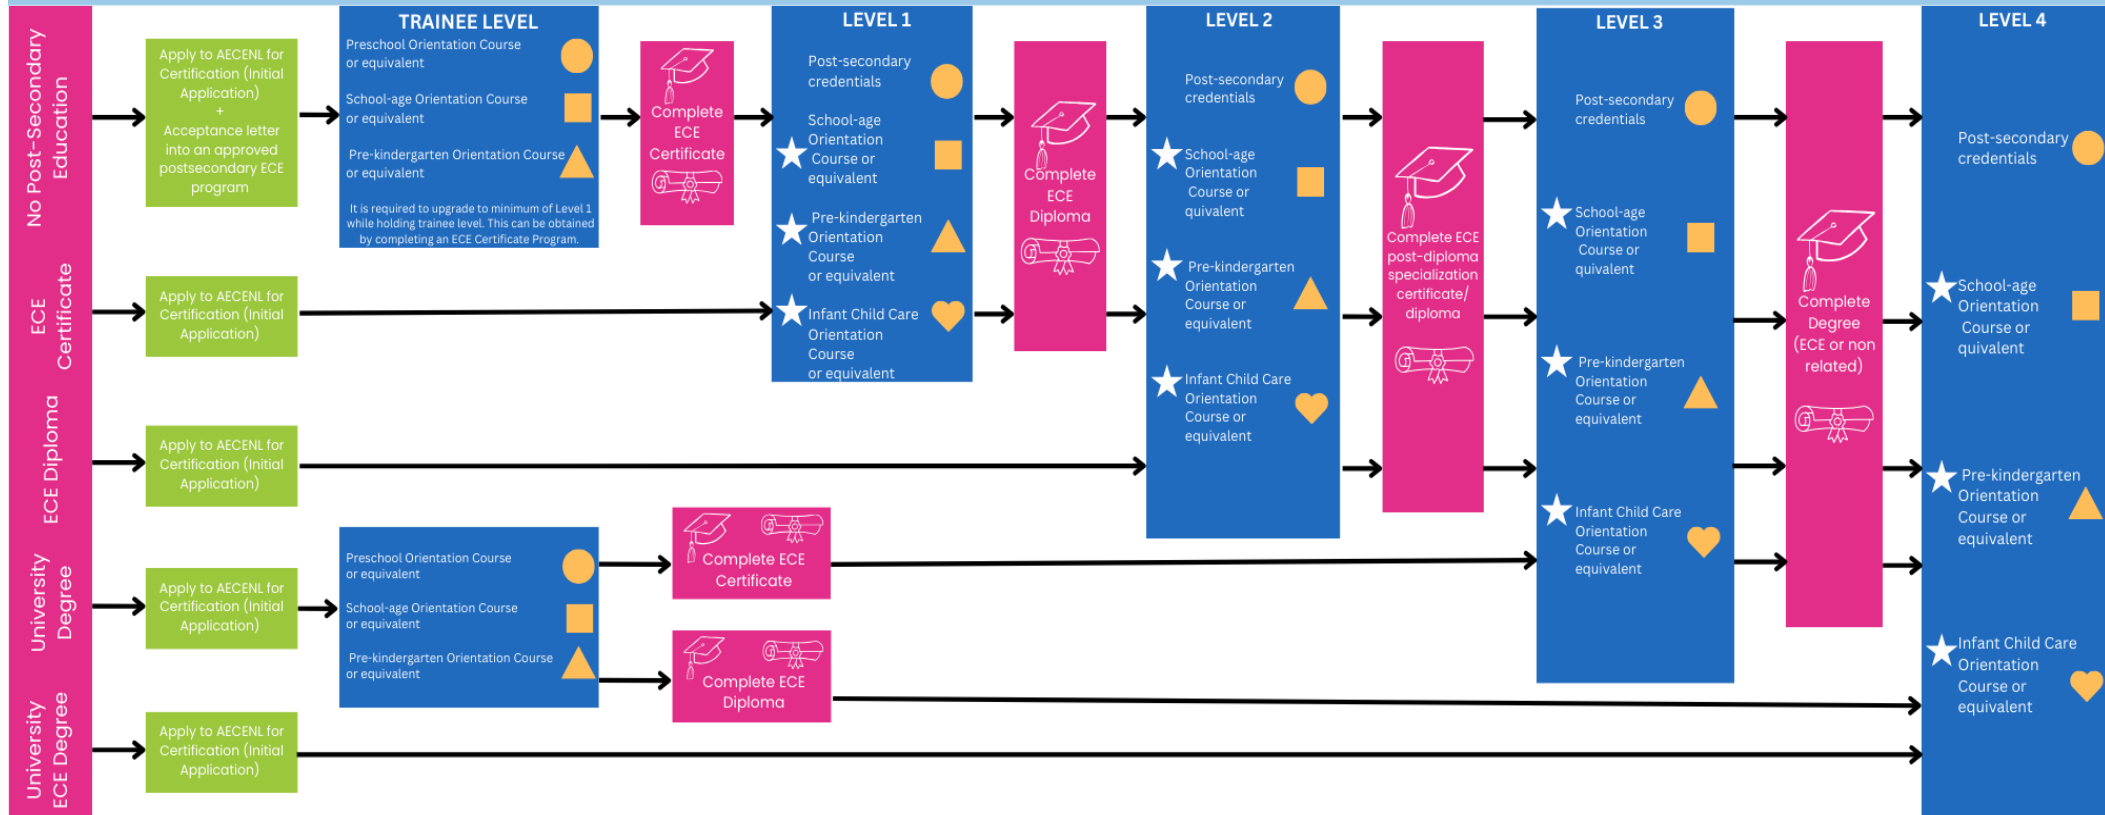 No Post-Secondary
Education
ECE
Certificate
ECE Diploma
University
Degree
University
ECE Degree
Apply to AECENL for
Certification (Initial
Application)
+
Acceptance letter
into an approved
postsecondary ECE
program
Apply to AECENL for
Certification (Initial
Application)
Apply to AECENL for
Certification (Initial
Application)
Apply to AECENL for
Certification (Initial
Application)
Apply to AECENL for
Certification (Initial
Application)
TRAINEE LEVEL
Preschool Orientation Course
or equivalent
School-age Orientation Course
or equivalent
Pre-kindergarten Orientation Course
or equivalent
It is required to upgrade to minimum of Level 1
while holding trainee level. This can be obtained
by completing an ECE Certificate Program.
Preschool Orientation Course
or equivalent
School-age Orientation Course
or equivalent
Pre-kindergarten Orientation Course
or equivalent
Complete
ECE
Certificate
Complete ECE
Certificate
Complete ECE
Diploma
LEVEL 1
Post-secondary
credentials
School-age
Orientation
Course or
equivalent
Pre-kindergarten
Orientation
Course
or equivalent
Infant Child Care
Orientation
Course
or equivalent
Complete
ECE
Diploma
LEVEL 2
Post-secondary
credentials
School-age
Orientation
Course or
quivalent
Pre-kindergarten
Orientation
Course or
equivalent
Infant Child Care
Orientation
Course or
equivalent
Complete ECE
post-diploma
specialization
certificate/
diploma
LEVEL 3
Post-secondary
credentials
School-age
Orientation
Course or
quivalent
Pre-kindergarten
Orientation
Course or
equivalent
Infant Child Care
Orientation
Course or
equivalent
Complete
Degree
(ECE or non
related)
LEVEL 4
Post-secondary
credentials
School-age
Orientation
Course or
quivalent
Pre-kindergarten
Orientation
Course or
equivalent
Infant Child Care
Orientation
Course or
equivalent